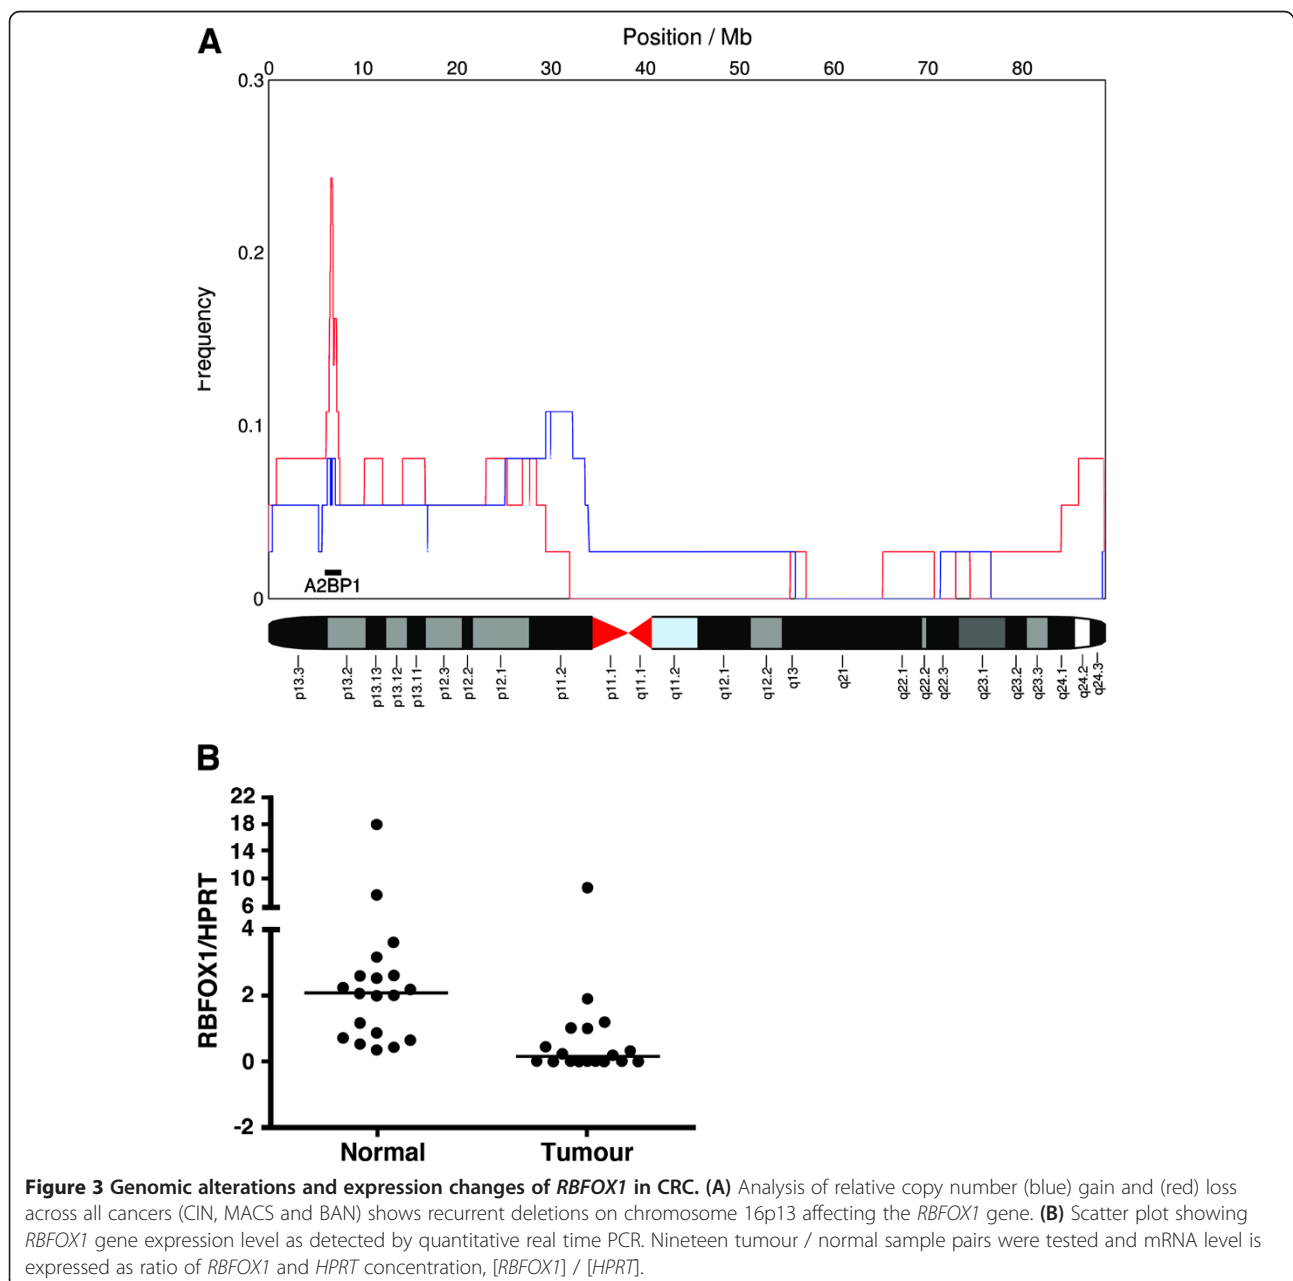 A
Position / Mb
0 10 20 30 40 50 60 70 80
0.3
0.2
0.1
0
Frequency
A2BP1
p13.3 p13.2 p13.13 p13.12 p13.11 p12.3 p12.2 p12.1 p11.2 p11.1 q11.1 q11.2 q12.1 q12.2 q13 q21 q22.1 q22.2 q22.3 q23.1 q23.2 q23.3 q24.1 q24.2 q24.3
B
22
18
14
10
6
4
2
0
-2
RBFOX1/HPRT
Normal Tumour
Figure 3 Genomic alterations and expression changes of RBFOX1 in CRC. (A) Analysis of relative copy number (blue) gain and (red) loss
across all cancers (CIN, MACS and BAN) shows recurrent deletions on chromosome 16p13 affecting the RBFOX1 gene. (B) Scatter plot showing
RBFOX1 gene expression level as detected by quantitative real time PCR. Nineteen tumour / normal sample pairs were tested and mRNA level is
expressed as ratio of RBFOX1 and HPRT concentration, [RBFOX1] / [HPRT].